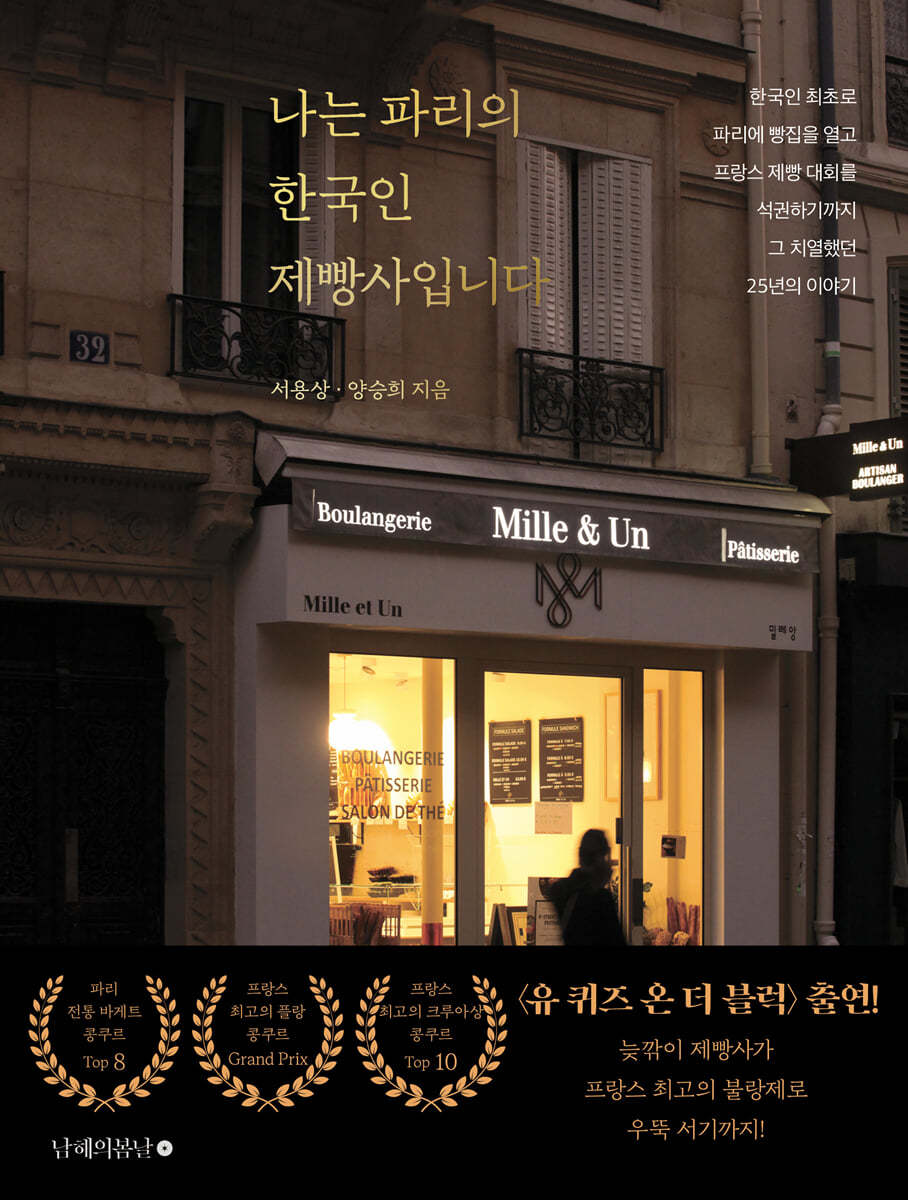 나는 파리의
한국인
제빵사입니다
한국인 최초로
파리에 빵집을 열고
프랑스 제빵 대회를
석권하기까지
그 치열했던
25년의 이야기
서용상 · 양승희 지음
32
Mille & Un
ARTISAN
BOULANGER
Boulangerie
Mille & Un
Pâtisserie
Mille et Un
밀레앙
FORMULE SALADE
FORMULE SANDWICH
BOULANGERIE
PÂTISSERIE
SALON DE THÉ
파리
전통 바게트
콩쿠르
Top 8
프랑스
최고의 플랑
콩쿠르
Grand Prix
프랑스
최고의 크루아상
콩쿠르
Top 10
〈유 퀴즈 온 더 블럭〉 출연!
늦깎이 제빵사가
프랑스 최고의 불랑제로
우뚝 서기까지!
남해의봄날